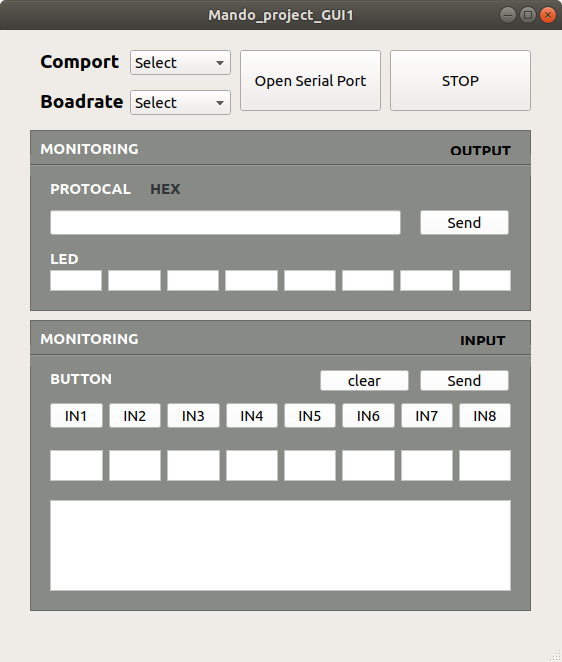 Mando_project_GUI1
Comport Select
Open Serial Port STOP
Boadrate Select
MONITORING OUTPUT
PROTOCAL HEX
Send
LED
MONITORING INPUT
BUTTON clear Send
IN1 IN2 IN3 IN4 IN5 IN6 IN7 IN8